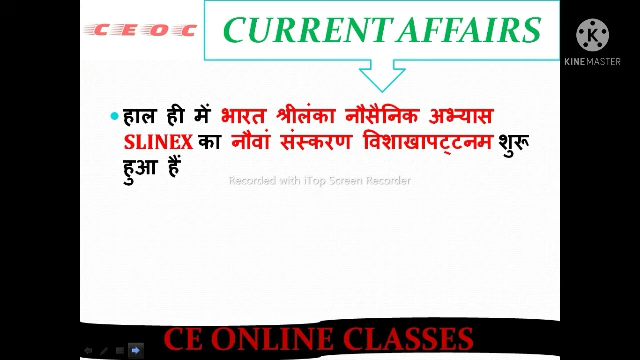 CEOC
CURRENT AFFAIRS
K
KINEMASTER
हाल ही में भारत श्रीलंका नौसैनिक अभ्यास
SLINEX का नौवां संस्करण विशाखापट्टनम शुरू
हुआ हैं
Recorded with iTop Screen Recorder
CE ONLINE CLASSES